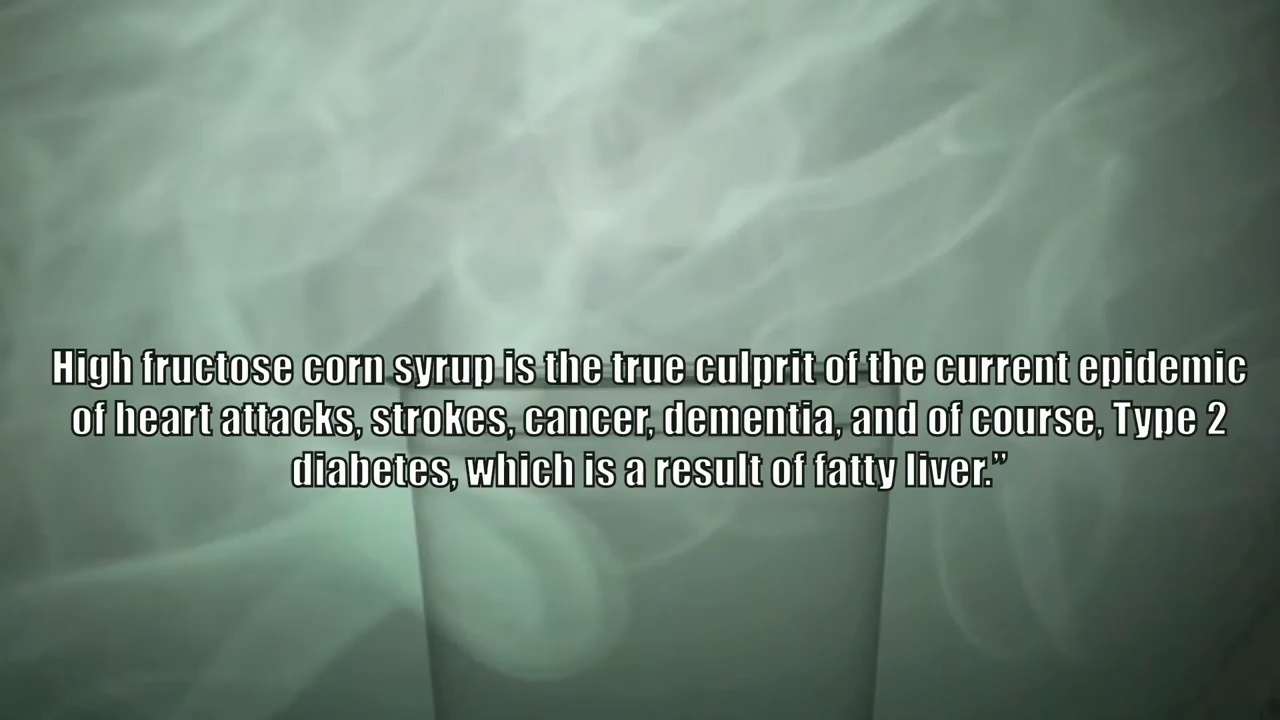 High fructose corn syrup is the true culprit of the current epidemic
of heart attacks, strokes, cancer, dementia, and of course, Type 2
diabetes, which is a result of fatty liver.”